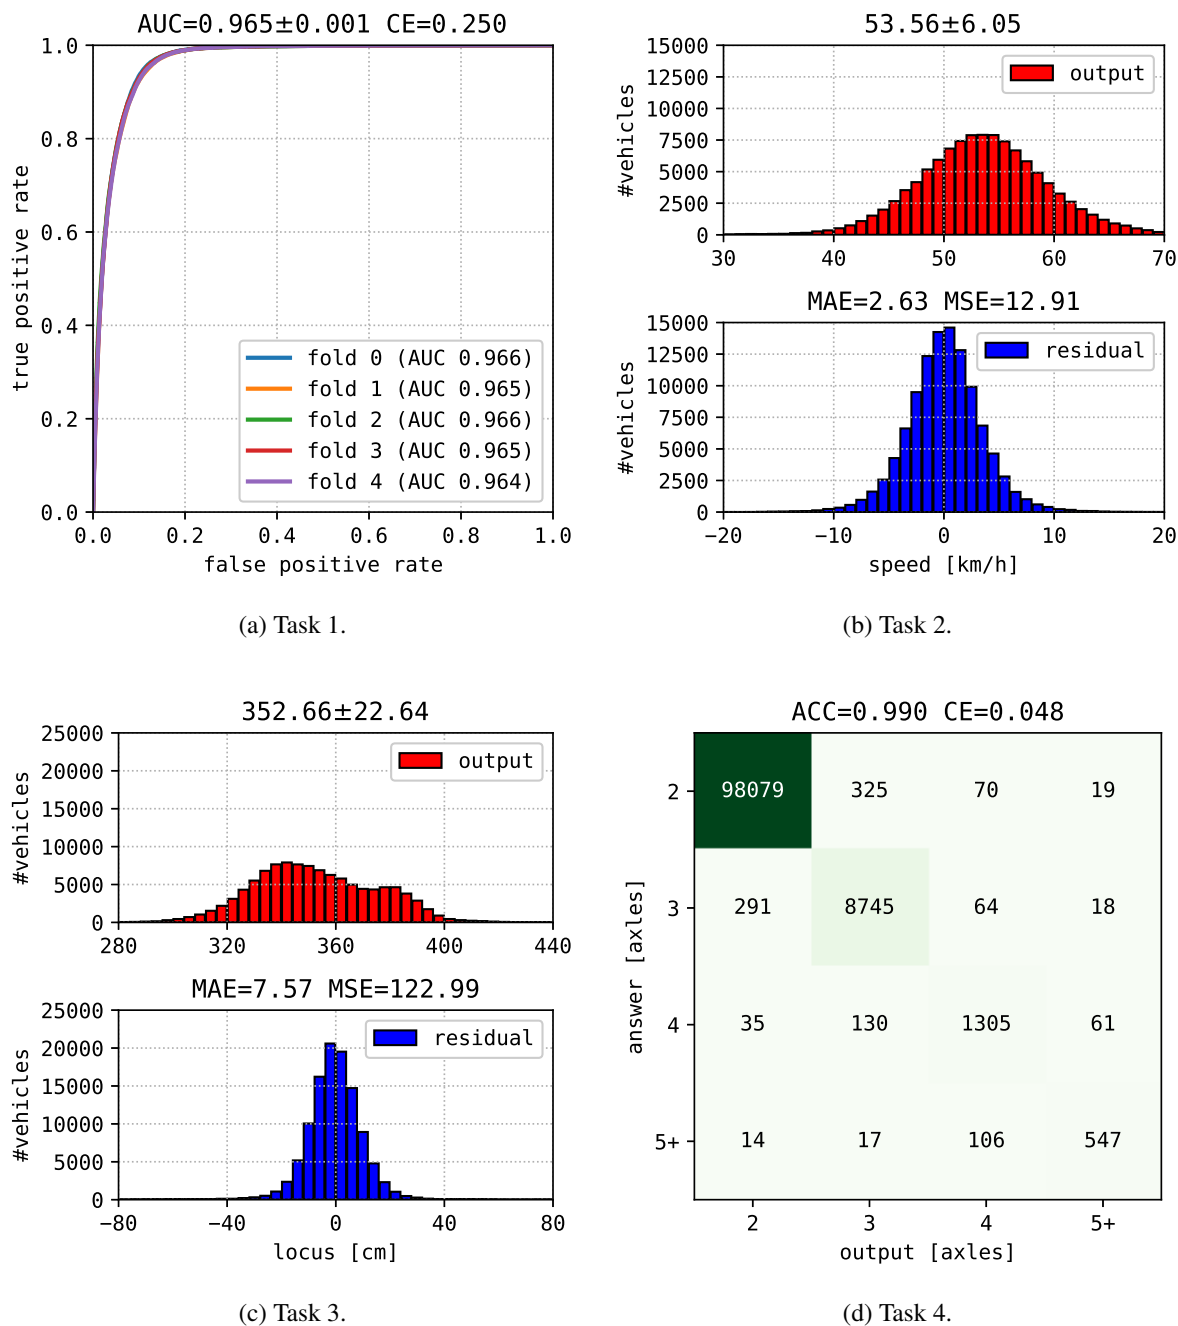 AUC=0.965±0.001 CE=0.250
1.0
0.8
0.6
0.4
0.2
0.0
true positive rate
fold 0 (AUC 0.966)
fold 1 (AUC 0.965)
fold 2 (AUC 0.966)
fold 3 (AUC 0.965)
fold 4 (AUC 0.964)
0.0 0.2 0.4 0.6 0.8 1.0
false positive rate
(a) Task 1.
53.56±6.05
15000
12500
10000
7500
5000
2500
0
#vehicles
output
30 40 50 60 70
MAE=2.63 MSE=12.91
15000
12500
10000
7500
5000
2500
0
#vehicles
residual
−20 −10 0 10 20
speed [km/h]
(b) Task 2.
352.66±22.64
25000
20000
15000
10000
5000
0
#vehicles
output
280 320 360 400 440
MAE=7.57 MSE=122.99
25000
20000
15000
10000
5000
0
#vehicles
residual
−80 −40 0 40 80
locus [cm]
(c) Task 3.
ACC=0.990 CE=0.048
answer [axles]
2 98079 325 70 19
3 291 8745 64 18
4 35 130 1305 61
5+ 14 17 106 547
2 3 4 5+
output [axles]
(d) Task 4.